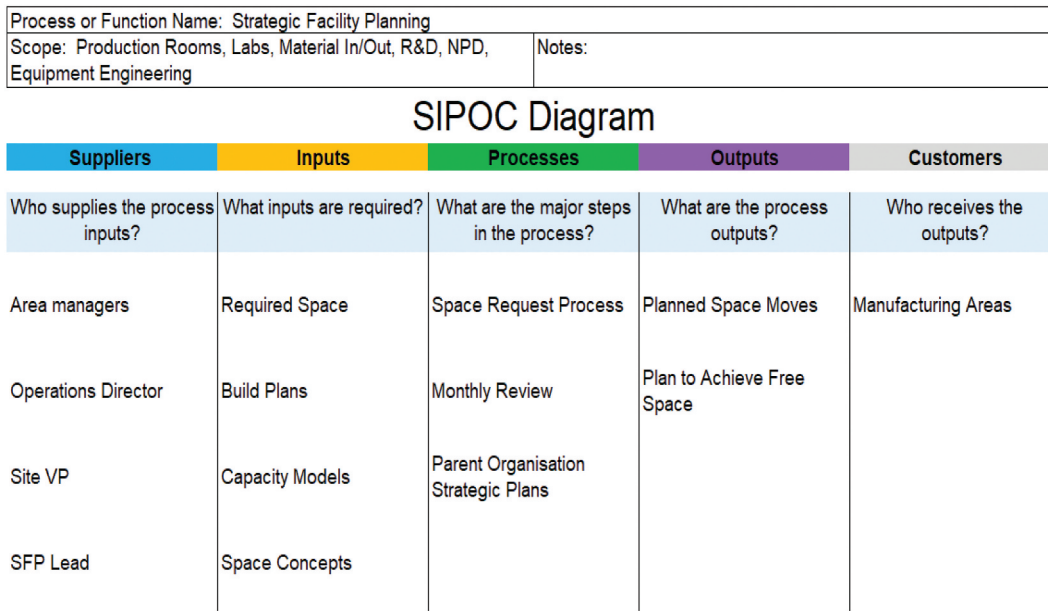 Process or Function Name: Strategic Facility Planning
Scope: Production Rooms, Labs, Material In/Out, R&D, NPD,
Equipment Engineering
Notes:
SIPOC Diagram
Suppliers
Inputs
Processes
Outputs
Customers
Who supplies the process
inputs?
What inputs are required?
What are the major steps
in the process?
What are the process
outputs?
Who receives the
outputs?
Area managers
Required Space
Space Request Process
Planned Space Moves
Manufacturing Areas
Operations Director
Build Plans
Monthly Review
Plan to Achieve Free
Space
Site VP
Capacity Models
Parent Organisation
Strategic Plans
SFP Lead
Space Concepts